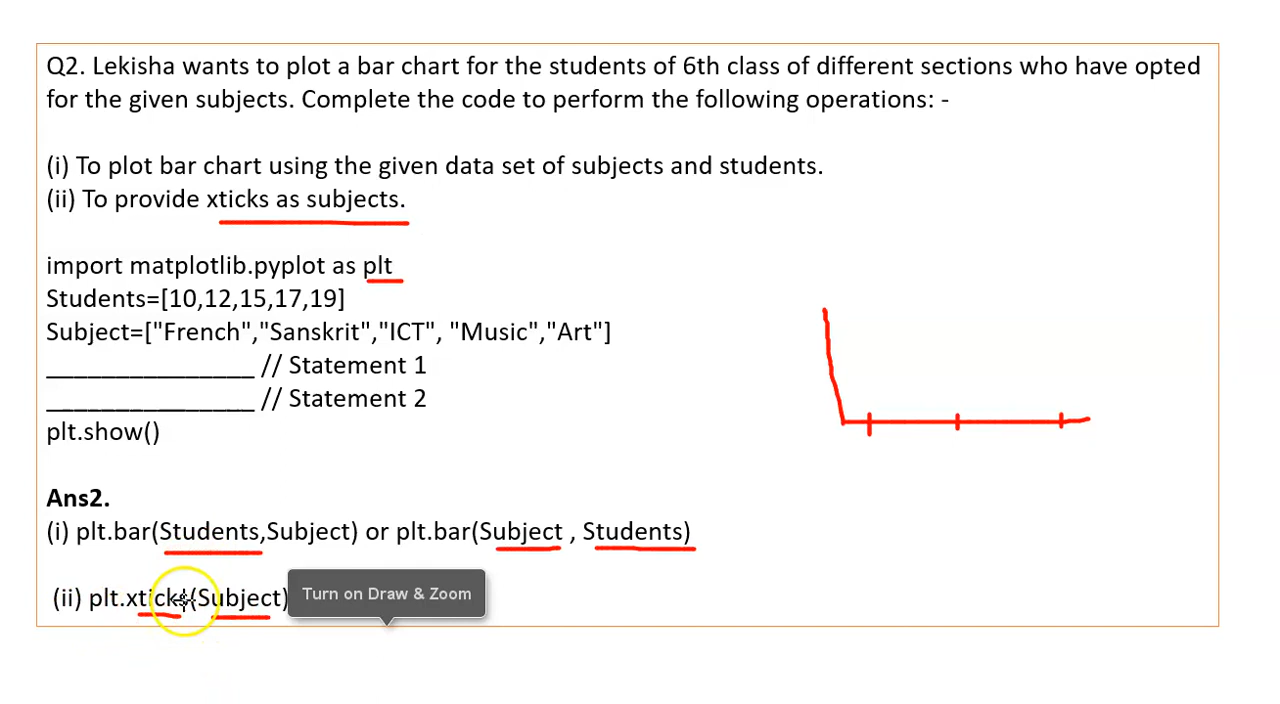 Q2. Lekisha wants to plot a bar chart for the students of 6th class of different sections who have opted
for the given subjects. Complete the code to perform the following operations: -
(i) To plot bar chart using the given data set of subjects and students.
(ii) To provide xticks as subjects.
import matplotlib.pyplot as plt
Students=[10,12,15,17,19]
Subject=["French","Sanskrit","ICT", "Music","Art"]
_______________ // Statement 1
_______________ // Statement 2
plt.show()
Ans2.
(i) plt.bar(Students,Subject) or plt.bar(Subject , Students)
(ii) plt.xticks(Subject)
Turn on Draw & Zoom